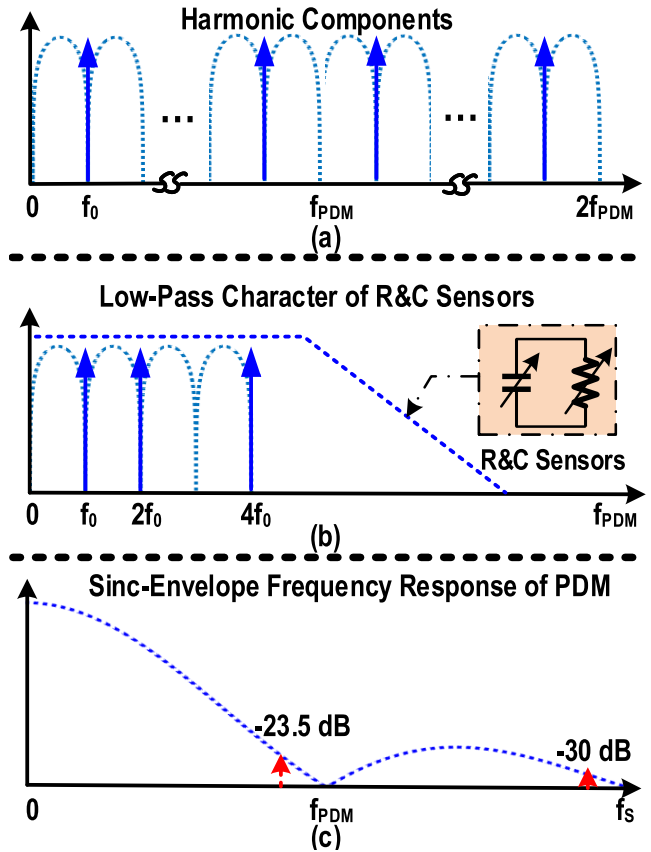 Harmonic Components
...
...
0 f₀ fPDM 2fPDM
(a)
Low-Pass Character of R&C Sensors
R&C Sensors
0 f₀ 2f₀ 4f₀ fPDM
(b)
Sinc-Envelope Frequency Response of PDM
-23.5 dB
-30 dB
0 fPDM fS
(c)